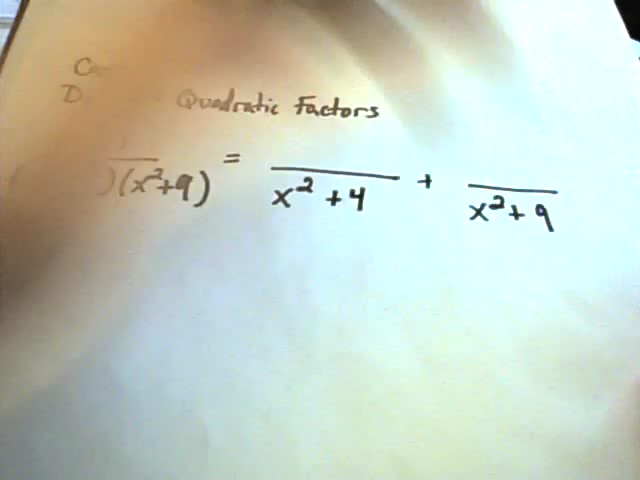 Quadratic Factors
)(x²+9) = ——— / x² + 4 + ——— / x² + 9